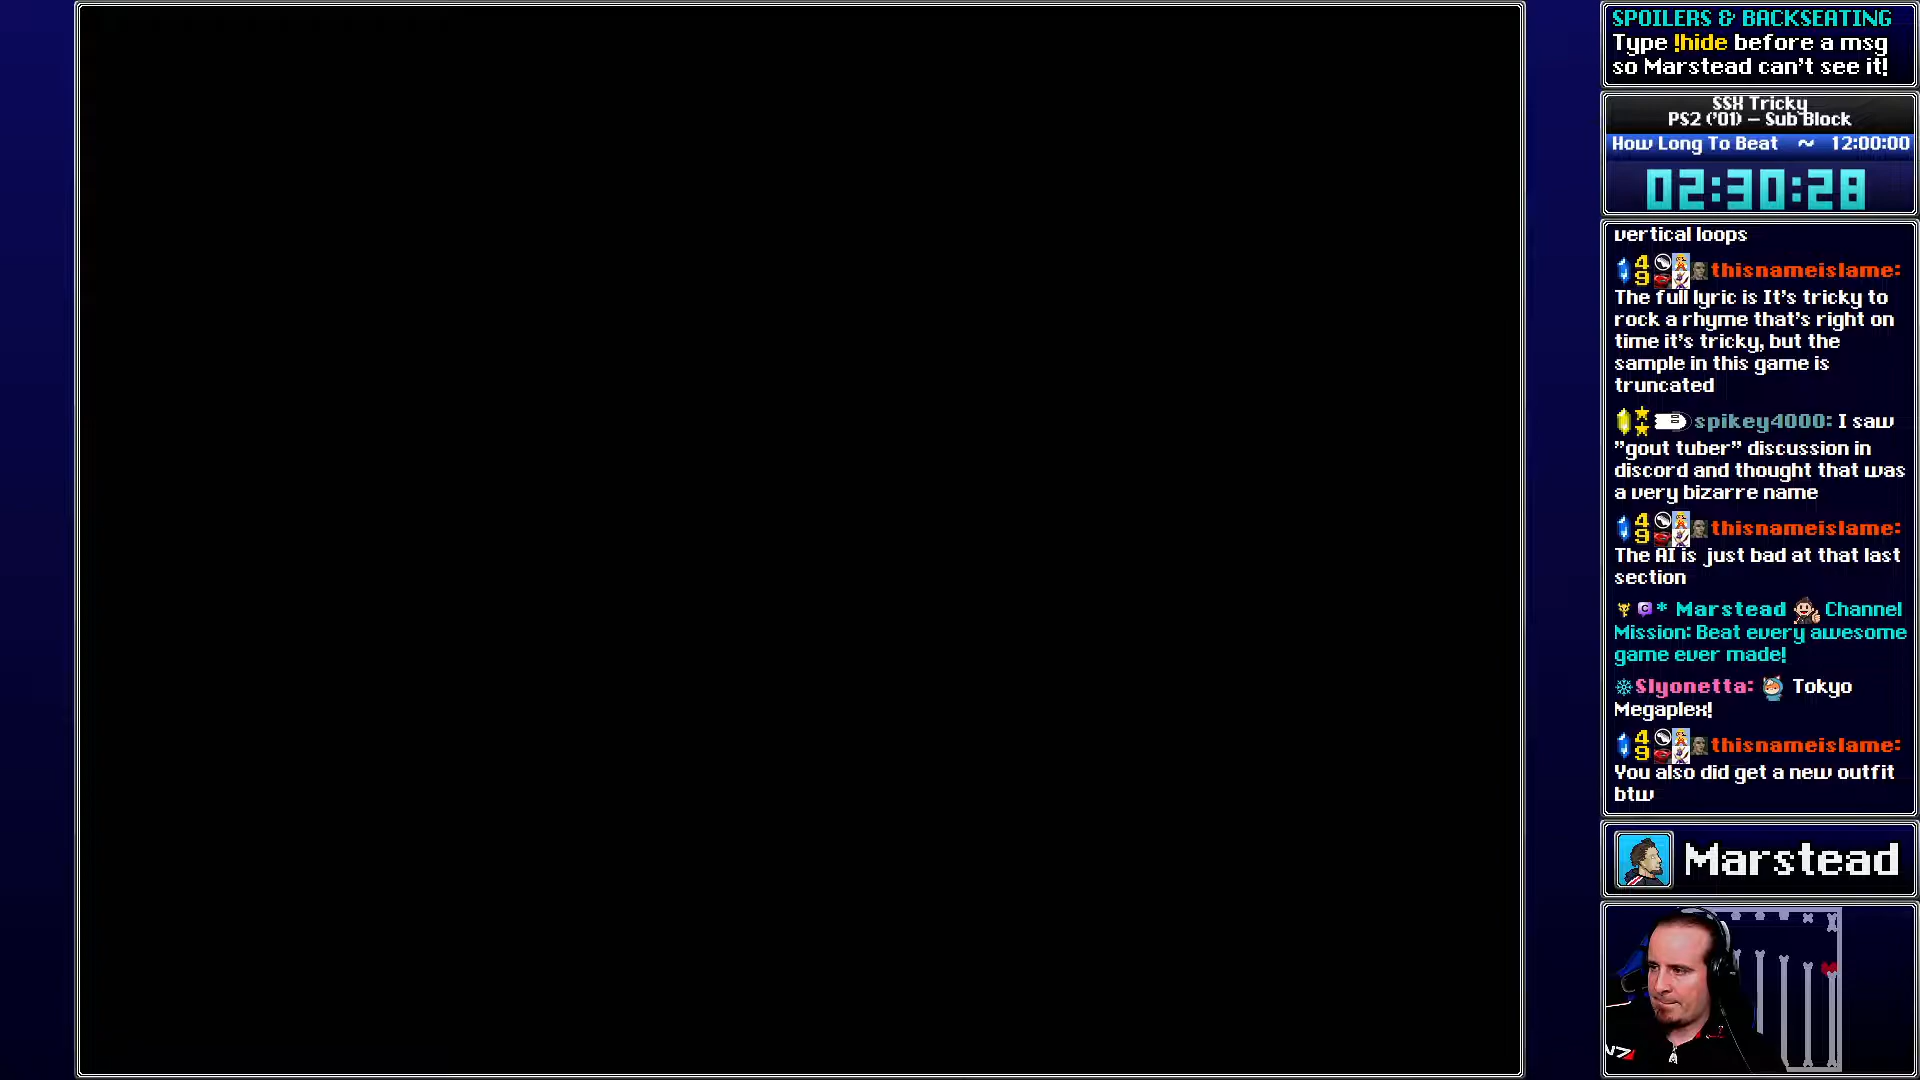 SPOILERS & BACKSEATING
Type !hide before a msg
so Marstead can't see it!
SSX Tricky
PS2 ('01) – Sub Block
How Long To Beat ~ 12:00:00
02:30:28
vertical loops
49 thisnameislame:
The full lyric is It's tricky to
rock a rhyme that's right on
time it's tricky, but the
sample in this game is
truncated
spikey4000: I saw
"gout tuber" discussion in
discord and thought that was
a very bizarre name
49 thisnameislame:
The AI is just bad at that last
section
* Marstead Channel
Mission: Beat every awesome
game ever made!
Slyonetta: Tokyo
Megaplex!
49 thisnameislame:
You also did get a new outfit
btw
Marstead
N7